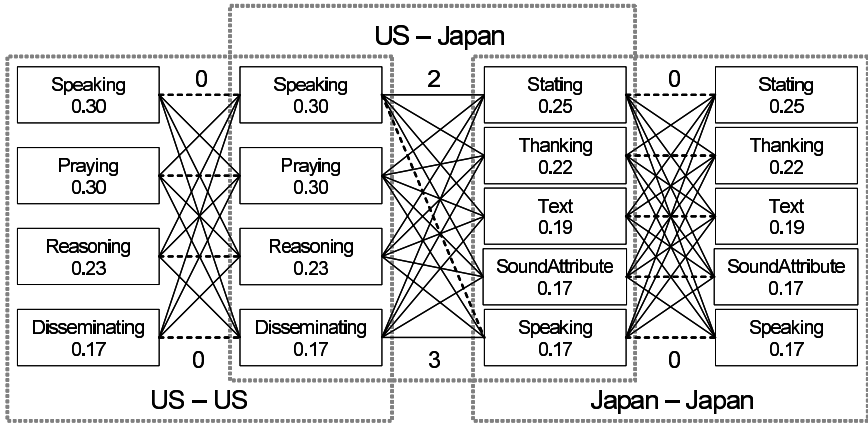 US – Japan
0
2
0
Speaking
0.30
Speaking
0.30
Stating
0.25
Stating
0.25
Thanking
0.22
Thanking
0.22
Praying
0.30
Praying
0.30
Text
0.19
Text
0.19
Reasoning
0.23
Reasoning
0.23
SoundAttribute
0.17
SoundAttribute
0.17
Disseminating
0.17
Disseminating
0.17
Speaking
0.17
Speaking
0.17
0
3
0
US – US
Japan – Japan